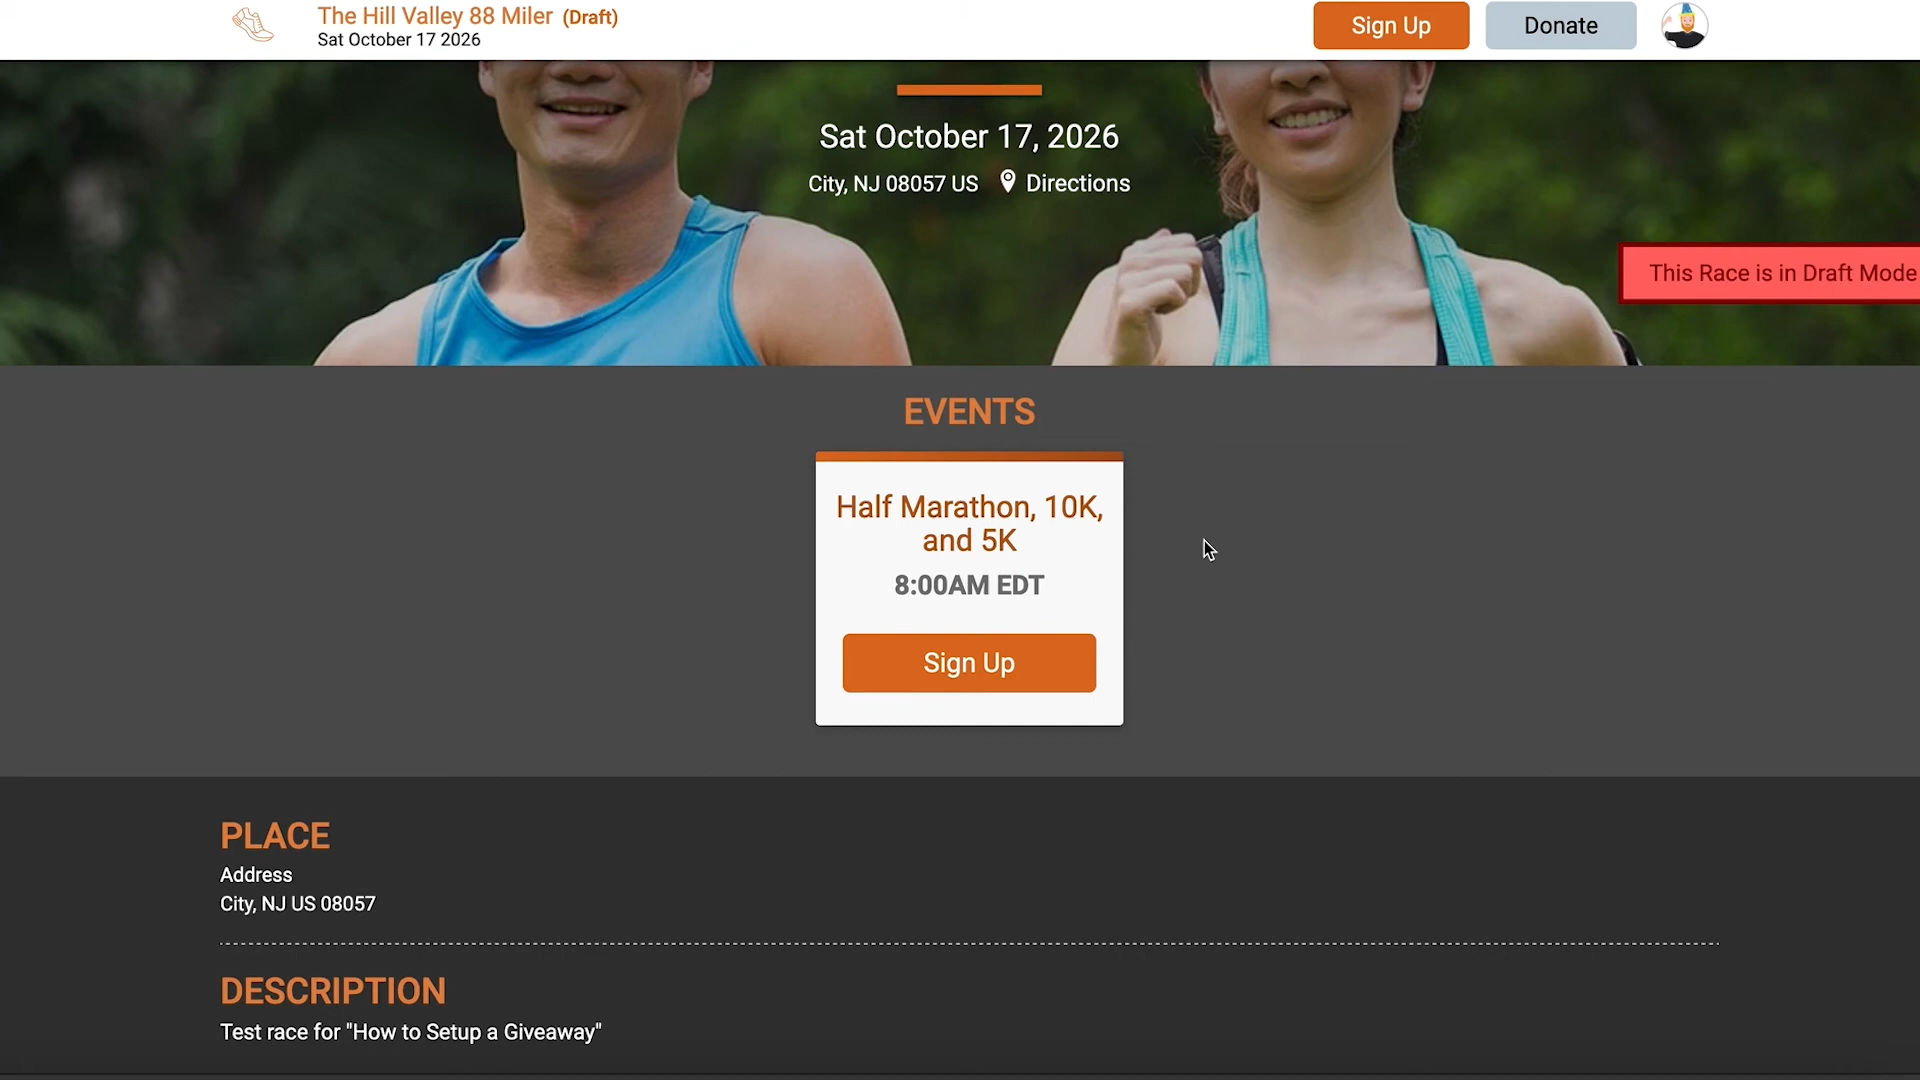 The Hill Valley 88 Miler (Draft)
Sat October 17 2026
Sign Up
Donate
Sat October 17, 2026
City, NJ 08057 US
Directions
This Race is in Draft Mode
EVENTS
Half Marathon, 10K,
and 5K
8:00AM EDT
Sign Up
PLACE
Address
City, NJ US 08057
DESCRIPTION
Test race for "How to Setup a Giveaway"